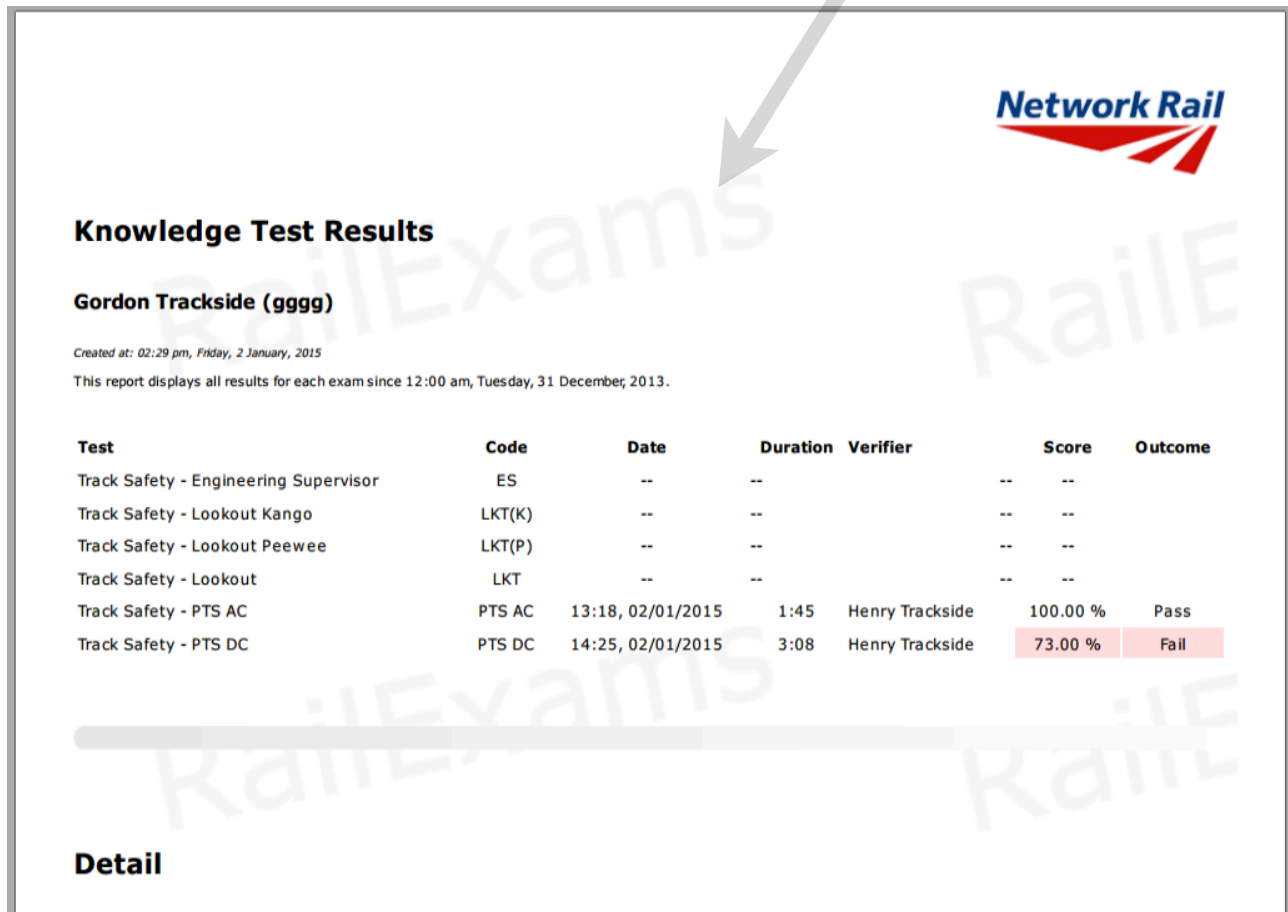 Network Rail
Knowledge Test Results
Gordon Trackside (gggg)
Created at: 02:29 pm, Friday, 2 January, 2015
This report displays all results for each exam since 12:00 am, Tuesday, 31 December, 2013.
Test Code Date Duration Verifier Score Outcome
Track Safety - Engineering Supervisor ES -- -- -- --
Track Safety - Lookout Kango LKT(K) -- -- -- --
Track Safety - Lookout Peewee LKT(P) -- -- -- --
Track Safety - Lookout LKT -- -- -- --
Track Safety - PTS AC PTS AC 13:18, 02/01/2015 1:45 Henry Trackside 100.00 % Pass
Track Safety - PTS DC PTS DC 14:25, 02/01/2015 3:08 Henry Trackside 73.00 % Fail
Detail
RailExams
RailE
RailExams
RailE